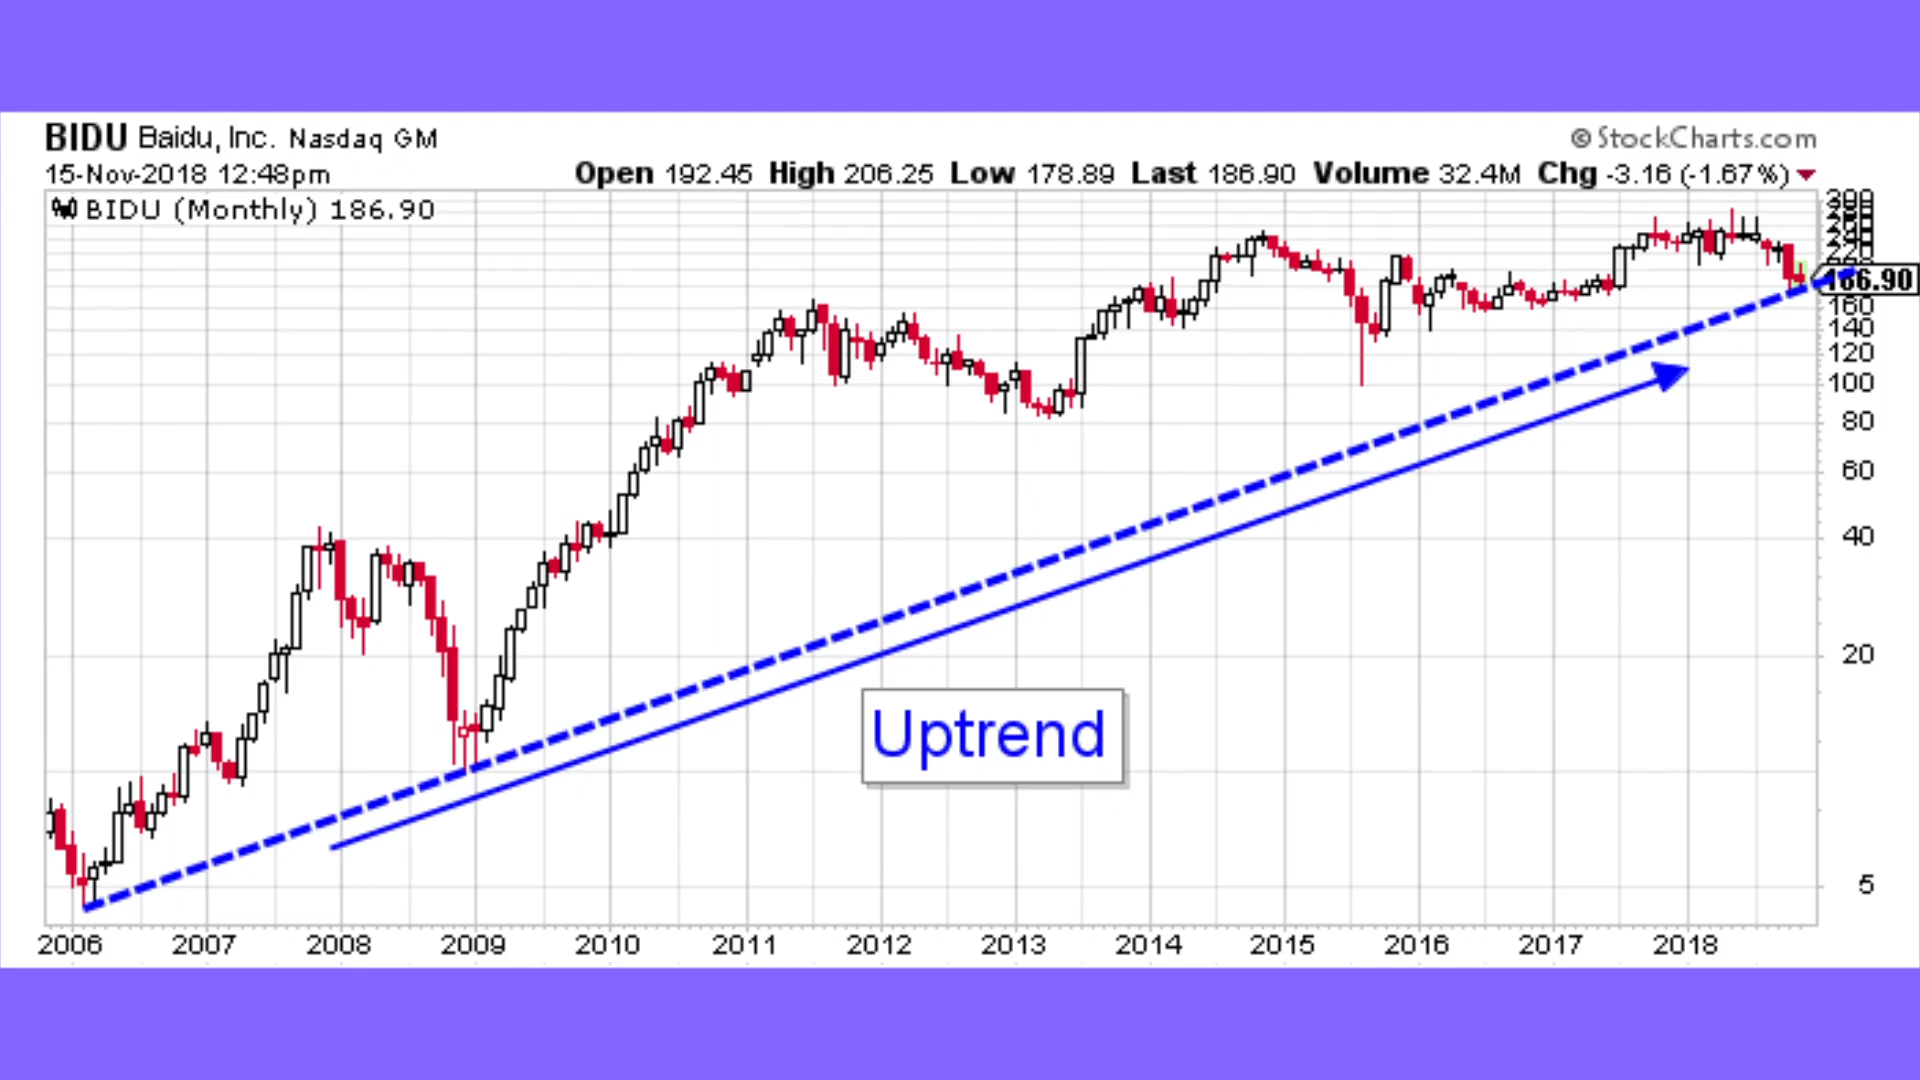 BIDU Baidu, Inc. Nasdaq GM
© StockCharts.com
15-Nov-2018 12:48pm
Open 192.45 High 206.25 Low 178.89 Last 186.90 Volume 32.4M Chg -3.16 (-1.67%)
BIDU (Monthly) 186.90
300
186.90
160
140
120
100
80
60
40
20
Uptrend
5
2006 2007 2008 2009 2010 2011 2012 2013 2014 2015 2016 2017 2018